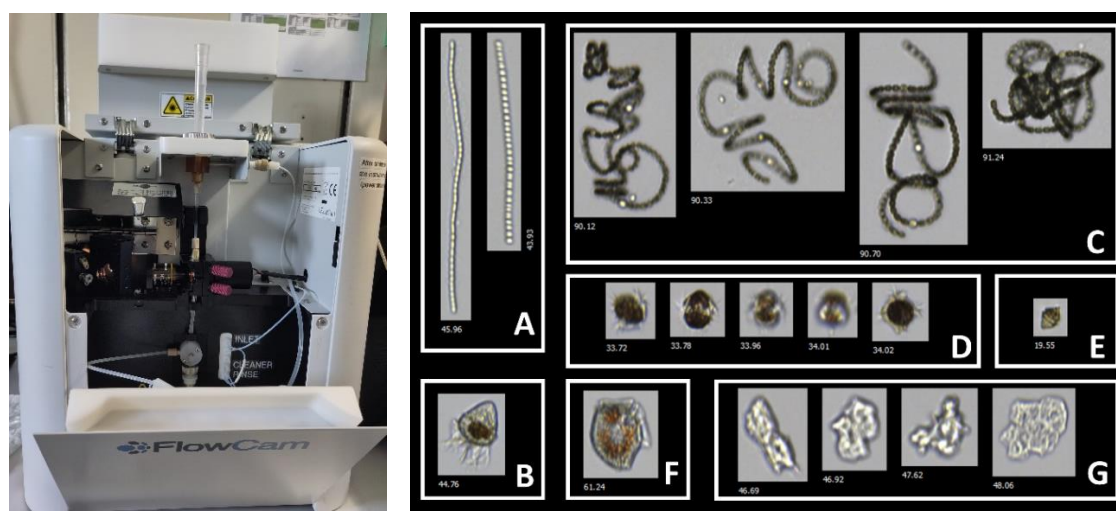 INLET
CLEANER
RINSE
FlowCam
45.96
43.93
A
90.12
90.33
90.70
91.24
C
33.72
33.78
33.96
34.01
34.02
D
19.55
E
44.76
B
61.24
F
46.69
46.92
47.62
48.06
G